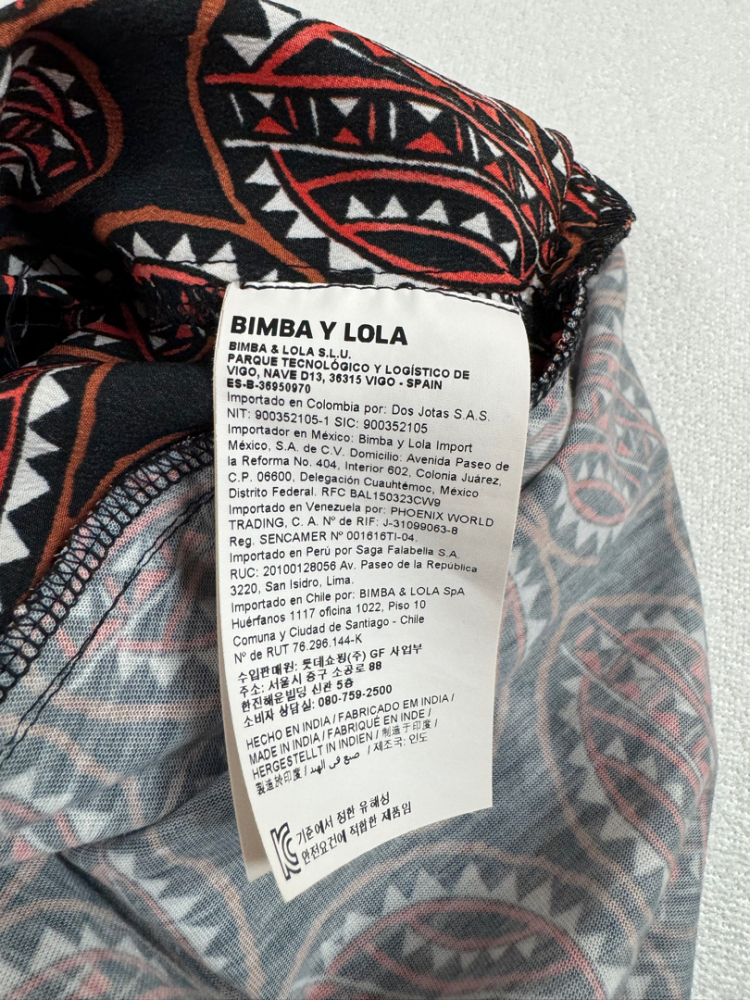 BIMBA Y LOLA
BIMBA & LOLA S.L.U.
PARQUE TECNOLÓGICO Y LOGÍSTICO DE
VIGO, NAVE D13, 36315 VIGO - SPAIN
ES-B-36950970
Importado en Colombia por: Dos Jotas S.A.S.
NIT: 900352105-1 SIC: 900352105
Importador en México: Bimba y Lola Import
México, S.A. de C.V. Domicilio: Avenida Paseo de
la Reforma No. 404, Interior 602, Colonia Juárez,
C.P. 06600, Delegación Cuauhtémoc, México
Distrito Federal. RFC BAL150323CW9
Importado en Venezuela por: PHOENIX WORLD
TRADING, C. A. Nº de RIF: J-31099063-8
Reg. SENCAMER Nº 001616TI-04.
Importado en Perú por Saga Falabella S.A.
RUC: 20100128056 Av. Paseo de la República
3220, San Isidro, Lima.
Importado en Chile por: BIMBA & LOLA SpA
Huérfanos 1117 oficina 1022, Piso 10
Comuna y Ciudad de Santiago - Chile
Nº de RUT 76.296.144-K
수입판매원: 롯데쇼핑(주) GF 사업부
주소: 서울시 중구 소공로 88
한진해운빌딩 신관 5층
소비자 상담실: 080-759-2500
HECHO EN INDIA / FABRICADO EM INDIA /
MADE IN INDIA / FABRIQUÉ EN INDE /
HERGESTELLT IN INDIEN / 制造于印度 /
製造於印度 / صنع في الهند / 제조국: 인도
기준에서 정한 유해성
안전요건에 적합한 제품임